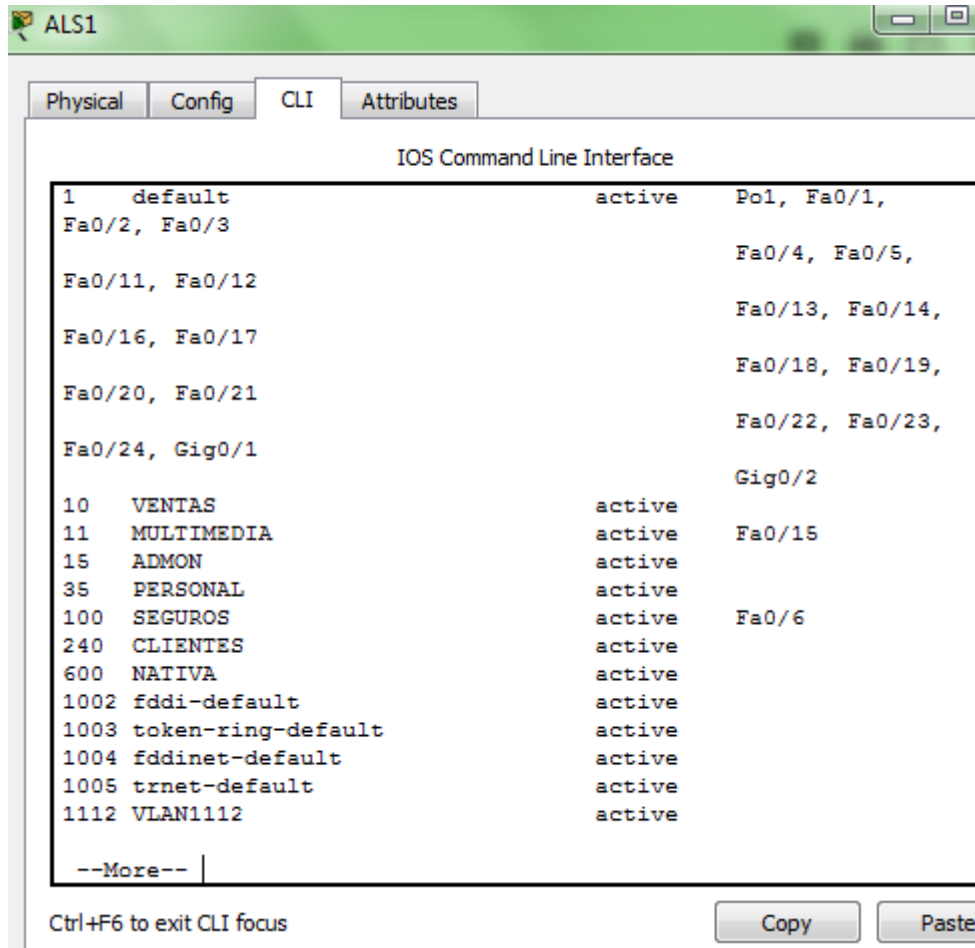 ALS1
Physical Config CLI Attributes
IOS Command Line Interface
1 default active Po1, Fa0/1,
Fa0/2, Fa0/3
Fa0/4, Fa0/5,
Fa0/11, Fa0/12
Fa0/13, Fa0/14,
Fa0/16, Fa0/17
Fa0/18, Fa0/19,
Fa0/20, Fa0/21
Fa0/22, Fa0/23,
Fa0/24, Gig0/1
Gig0/2
10 VENTAS active
11 MULTIMEDIA active Fa0/15
15 ADMON active
35 PERSONAL active
100 SEGUROS active Fa0/6
240 CLIENTES active
600 NATIVA active
1002 fddi-default active
1003 token-ring-default active
1004 fddinet-default active
1005 trnet-default active
1112 VLAN1112 active
--More--
Ctrl+F6 to exit CLI focus Copy Paste